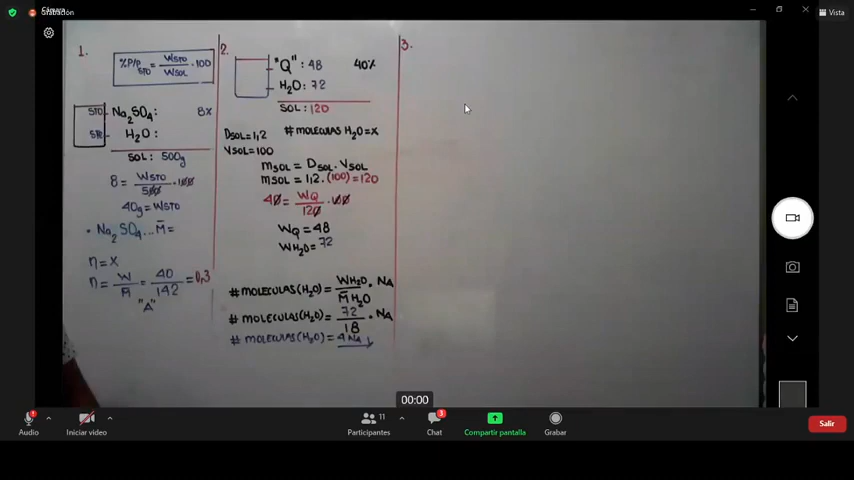 Cámara
Grabación
Vista
1.
%P/P STO = WSTO / WSOL · 100
STO Na2SO4: 8%
STE H2O:
SOL: 500g
8 = WSTO / 500 · 100
40g = WSTO
• Na2SO4... M̄ =
η = X
η = W / M̄ = 40 / 142 = 0,3
"A"
2.
"Q": 48 40%
H2O: 72
SOL: 120
DSOL = 1,2 # MOLECULAS H2O = X
VSOL = 100
mSOL = DSOL · VSOL
mSOL = 1,2 · (100) = 120
40 = WQ / 120 · 100
WQ = 48
WH2O = 72
# MOLECULAS (H2O) = WH2O / M̄H2O · NA
# MOLECULAS (H2O) = 72 / 18 · NA
# MOLECULAS (H2O) = 4 NA
3.
00:00
Audio
Iniciar video
11
Participantes
3
Chat
Compartir pantalla
Grabar
Salir